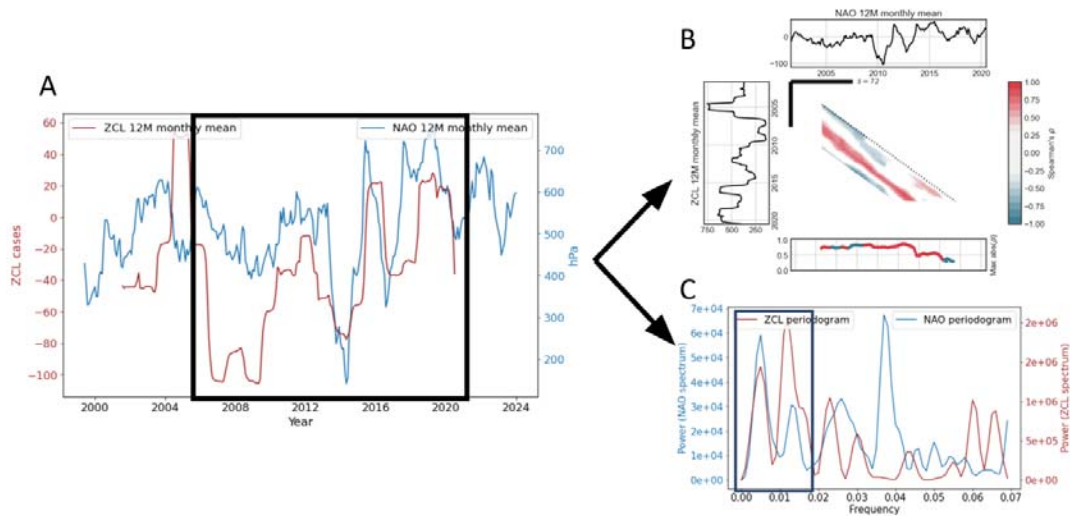 A
ZCL 12M monthly mean
NAO 12M monthly mean
60
40
20
0
−20
−40
−60
−80
−100
ZCL cases
700
600
500
400
300
200
hPa
2000
2004
2008
2012
2016
2020
2024
Year
B
NAO 12M monthly mean
0
−100
2005
2010
2015
2020
s = 72
ZCL 12M monthly mean
2005
2010
2015
2020
750
500
250
1.00
0.75
0.50
0.25
0.00
−0.25
−0.50
−0.75
−1.00
Spearman's ρ
1.0
0.5
0.0
Max abs(ρ)
C
ZCL periodogram
NAO periodogram
7e+04
6e+04
5e+04
4e+04
3e+04
2e+04
1e+04
0e+00
Power (NAO spectrum)
2e+06
2e+06
1e+06
1e+06
5e+05
0e+00
Power (ZCL spectrum)
0.00
0.01
0.02
0.03
0.04
0.05
0.06
0.07
Frequency